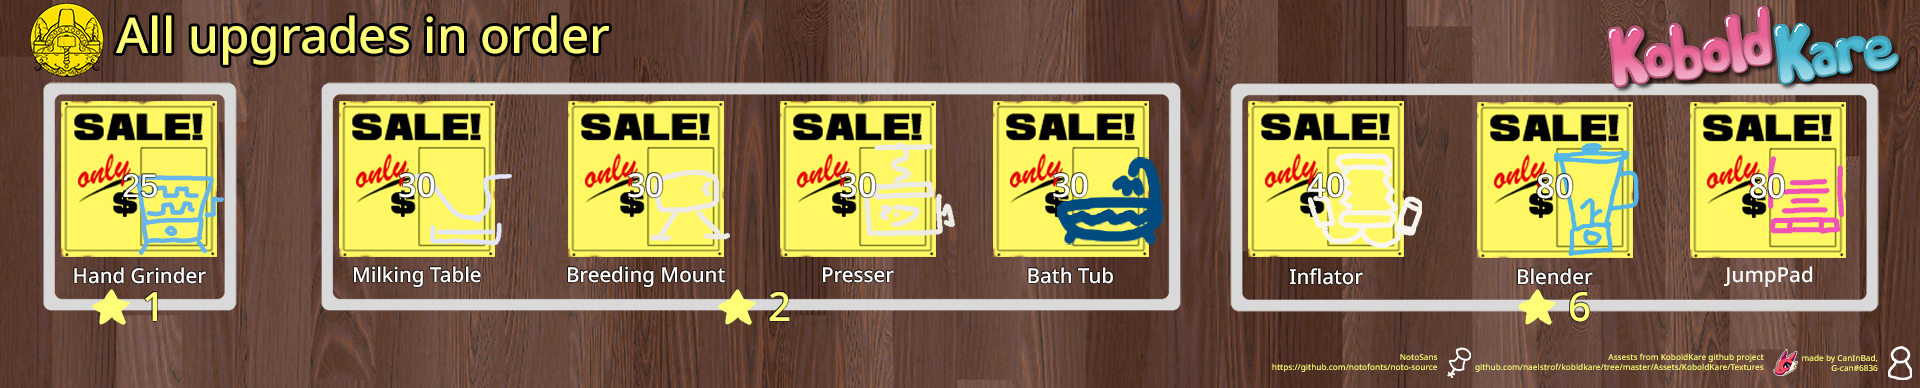 All upgrades in order
KoboldKare
SALE!
only
25
$
Hand Grinder
1
SALE!
only
30
$
Milking Table
SALE!
only
30
$
Breeding Mount
SALE!
only
30
$
Presser
SALE!
only
30
$
Bath Tub
2
SALE!
only
40
$
Inflator
SALE!
only
80
$
Blender
SALE!
only
80
$
JumpPad
6
NotoSans
https://github.com/notofonts/noto-source
Assests from KoboldKare github project
github.com/naelstrof/koboldkare/tree/master/Assets/KoboldKare/Textures
made by CanInBad,
G-can#6836